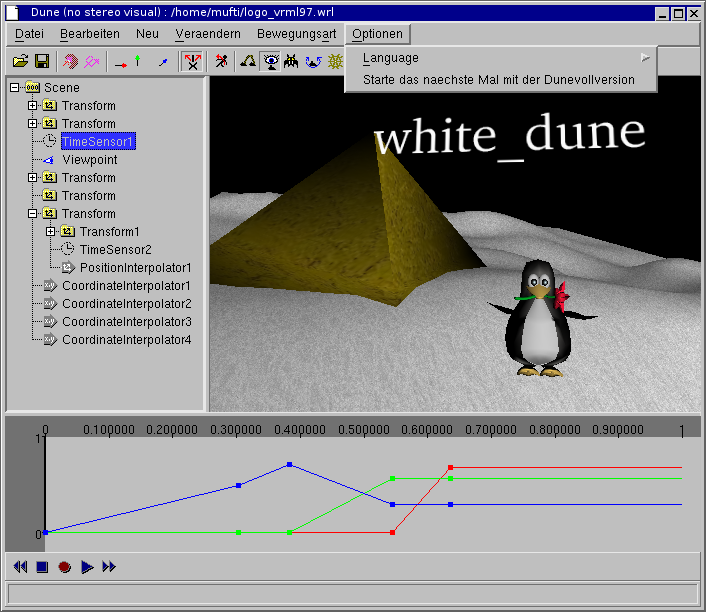 Dune (no stereo visual) : /home/mufti/logo_vrml97.wrl
Datei Bearbeiten Neu Veraendern Bewegungsart Optionen
Language
Starte das naechste Mal mit der Dunevollversion
Scene
Transform
Transform
TimeSensor1
Viewpoint
Transform
Transform
Transform
Transform1
TimeSensor2
PositionInterpolator1
CoordinateInterpolator1
CoordinateInterpolator2
CoordinateInterpolator3
CoordinateInterpolator4
white_dune
0 0.100000 0.200000 0.300000 0.400000 0.500000 0.600000 0.700000 0.800000 0.900000 1
1
0